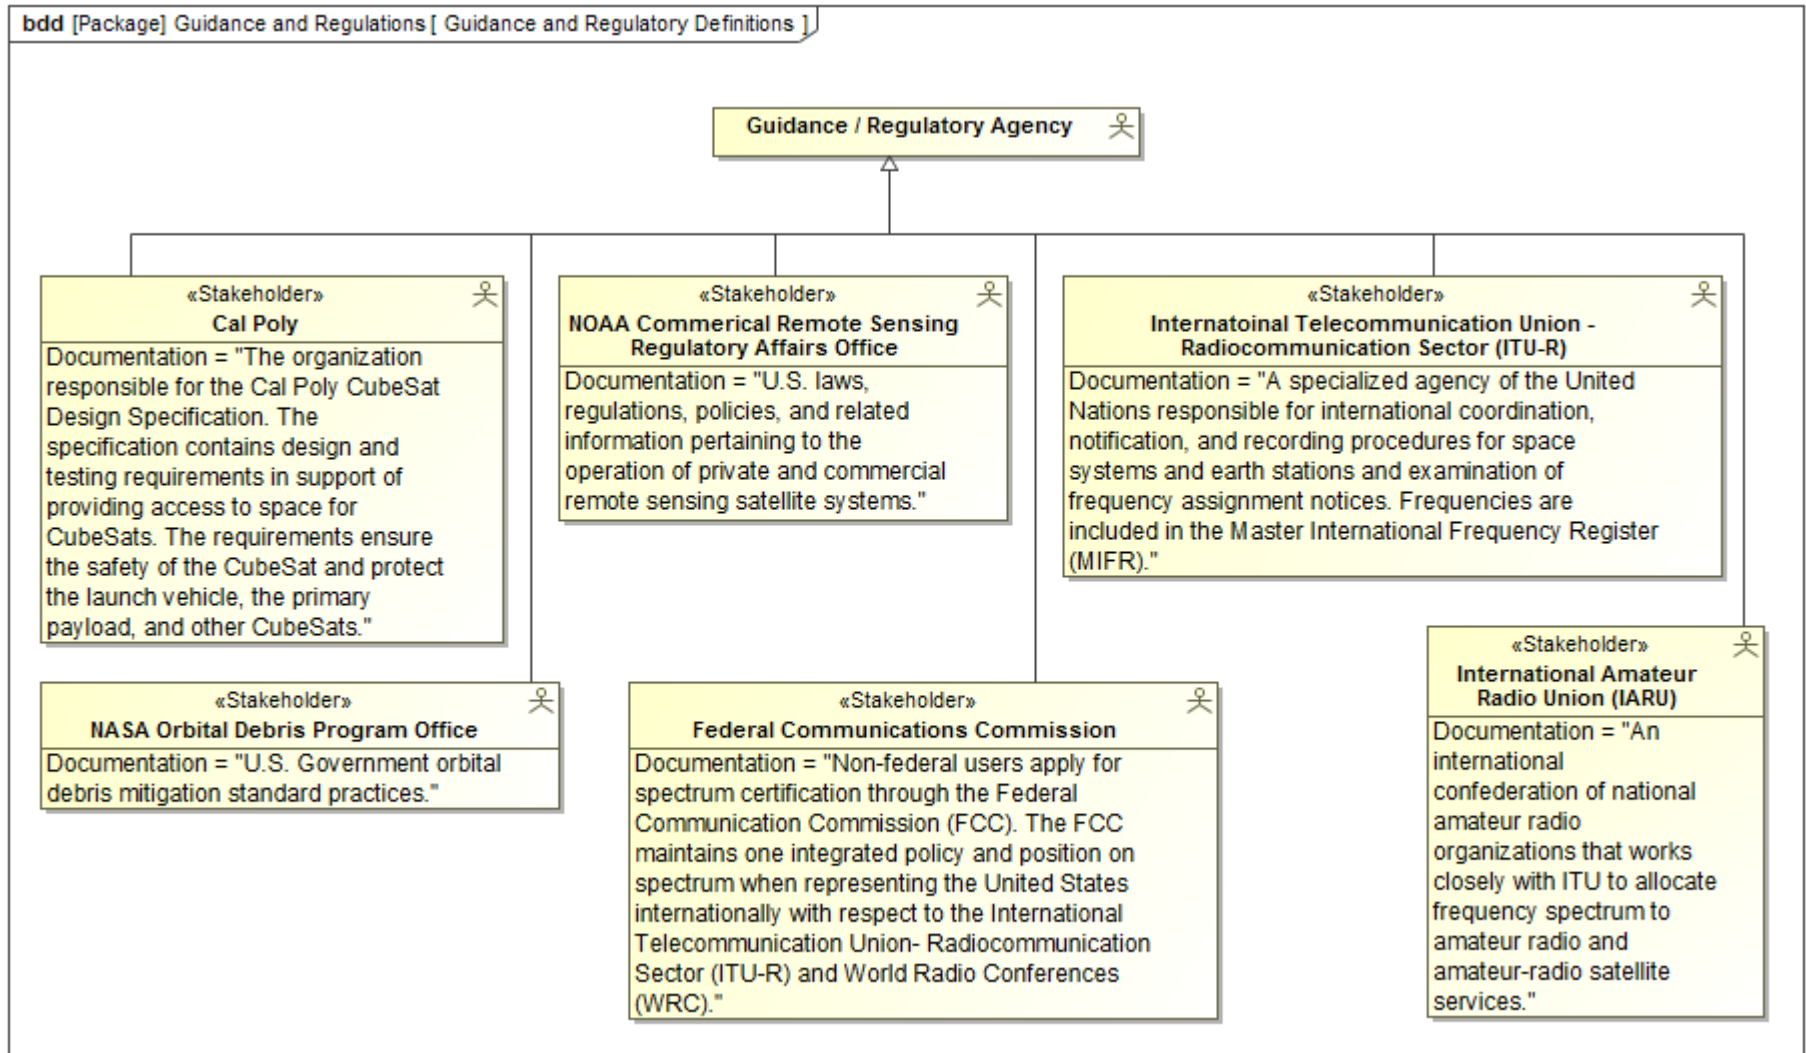 bdd [Package] Guidance and Regulations [ Guidance and Regulatory Definitions ]
Guidance / Regulatory Agency
«Stakeholder»
Cal Poly
Documentation = "The organization
responsible for the Cal Poly CubeSat
Design Specification. The
specification contains design and
testing requirements in support of
providing access to space for
CubeSats. The requirements ensure
the safety of the CubeSat and protect
the launch vehicle, the primary
payload, and other CubeSats."
«Stakeholder»
NOAA Commerical Remote Sensing
Regulatory Affairs Office
Documentation = "U.S. laws,
regulations, policies, and related
information pertaining to the
operation of private and commercial
remote sensing satellite systems."
«Stakeholder»
Internatoinal Telecommunication Union -
Radiocommunication Sector (ITU-R)
Documentation = "A specialized agency of the United
Nations responsible for international coordination,
notification, and recording procedures for space
systems and earth stations and examination of
frequency assignment notices. Frequencies are
included in the Master International Frequency Register
(MIFR)."
«Stakeholder»
NASA Orbital Debris Program Office
Documentation = "U.S. Government orbital
debris mitigation standard practices."
«Stakeholder»
Federal Communications Commission
Documentation = "Non-federal users apply for
spectrum certification through the Federal
Communication Commission (FCC). The FCC
maintains one integrated policy and position on
spectrum when representing the United States
internationally with respect to the International
Telecommunication Union- Radiocommunication
Sector (ITU-R) and World Radio Conferences
(WRC)."
«Stakeholder»
International Amateur
Radio Union (IARU)
Documentation = "An
international
confederation of national
amateur radio
organizations that works
closely with ITU to allocate
frequency spectrum to
amateur radio and
amateur-radio satellite
services."